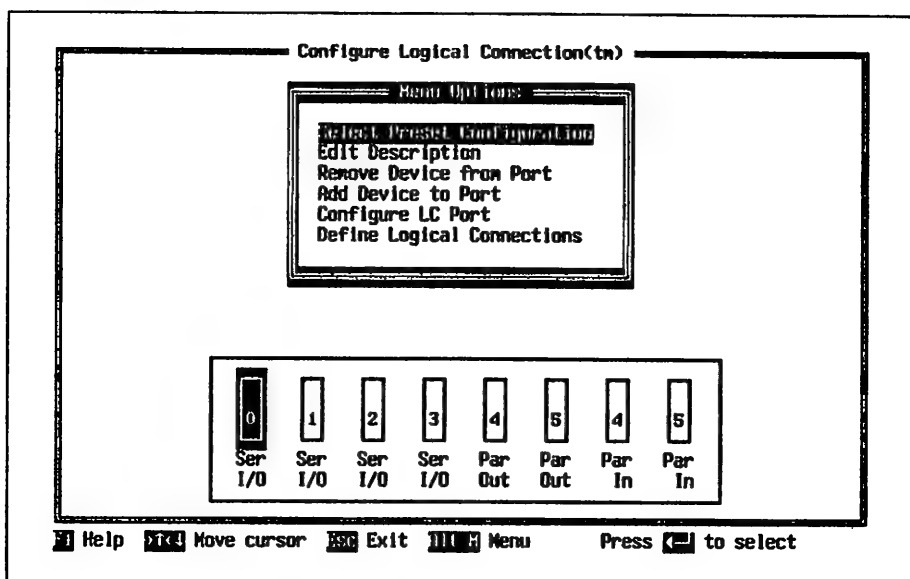 Configure Logical Connection(tm)
Menu Options
Select Preset Configuration
Edit Description
Remove Device from Port
Add Device to Port
Configure LC Port
Define Logical Connections
0 1 2 3 4 5 4 5
Ser Ser Ser Ser Par Par Par Par
I/O I/O I/O I/O Out Out In In
F1 Help Move cursor ESC Exit Menu Press to select